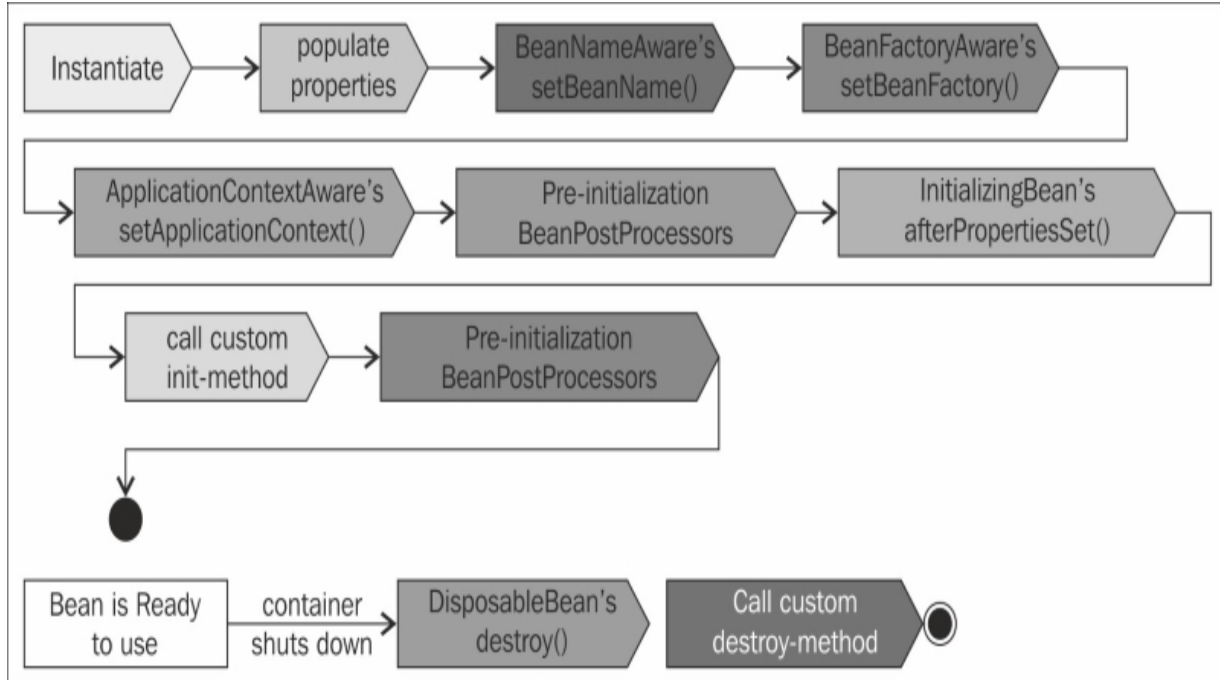 Instantiate
populate
properties
BeanNameAware's
setBeanName()
BeanFactoryAware's
setBeanFactory()
ApplicationContextAware's
setApplicationContext()
Pre-initialization
BeanPostProcessors
InitializingBean's
afterPropertiesSet()
call custom
init-method
Pre-initialization
BeanPostProcessors
Bean is Ready
to use
container
shuts down
DisposableBean's
destroy()
Call custom
destroy-method